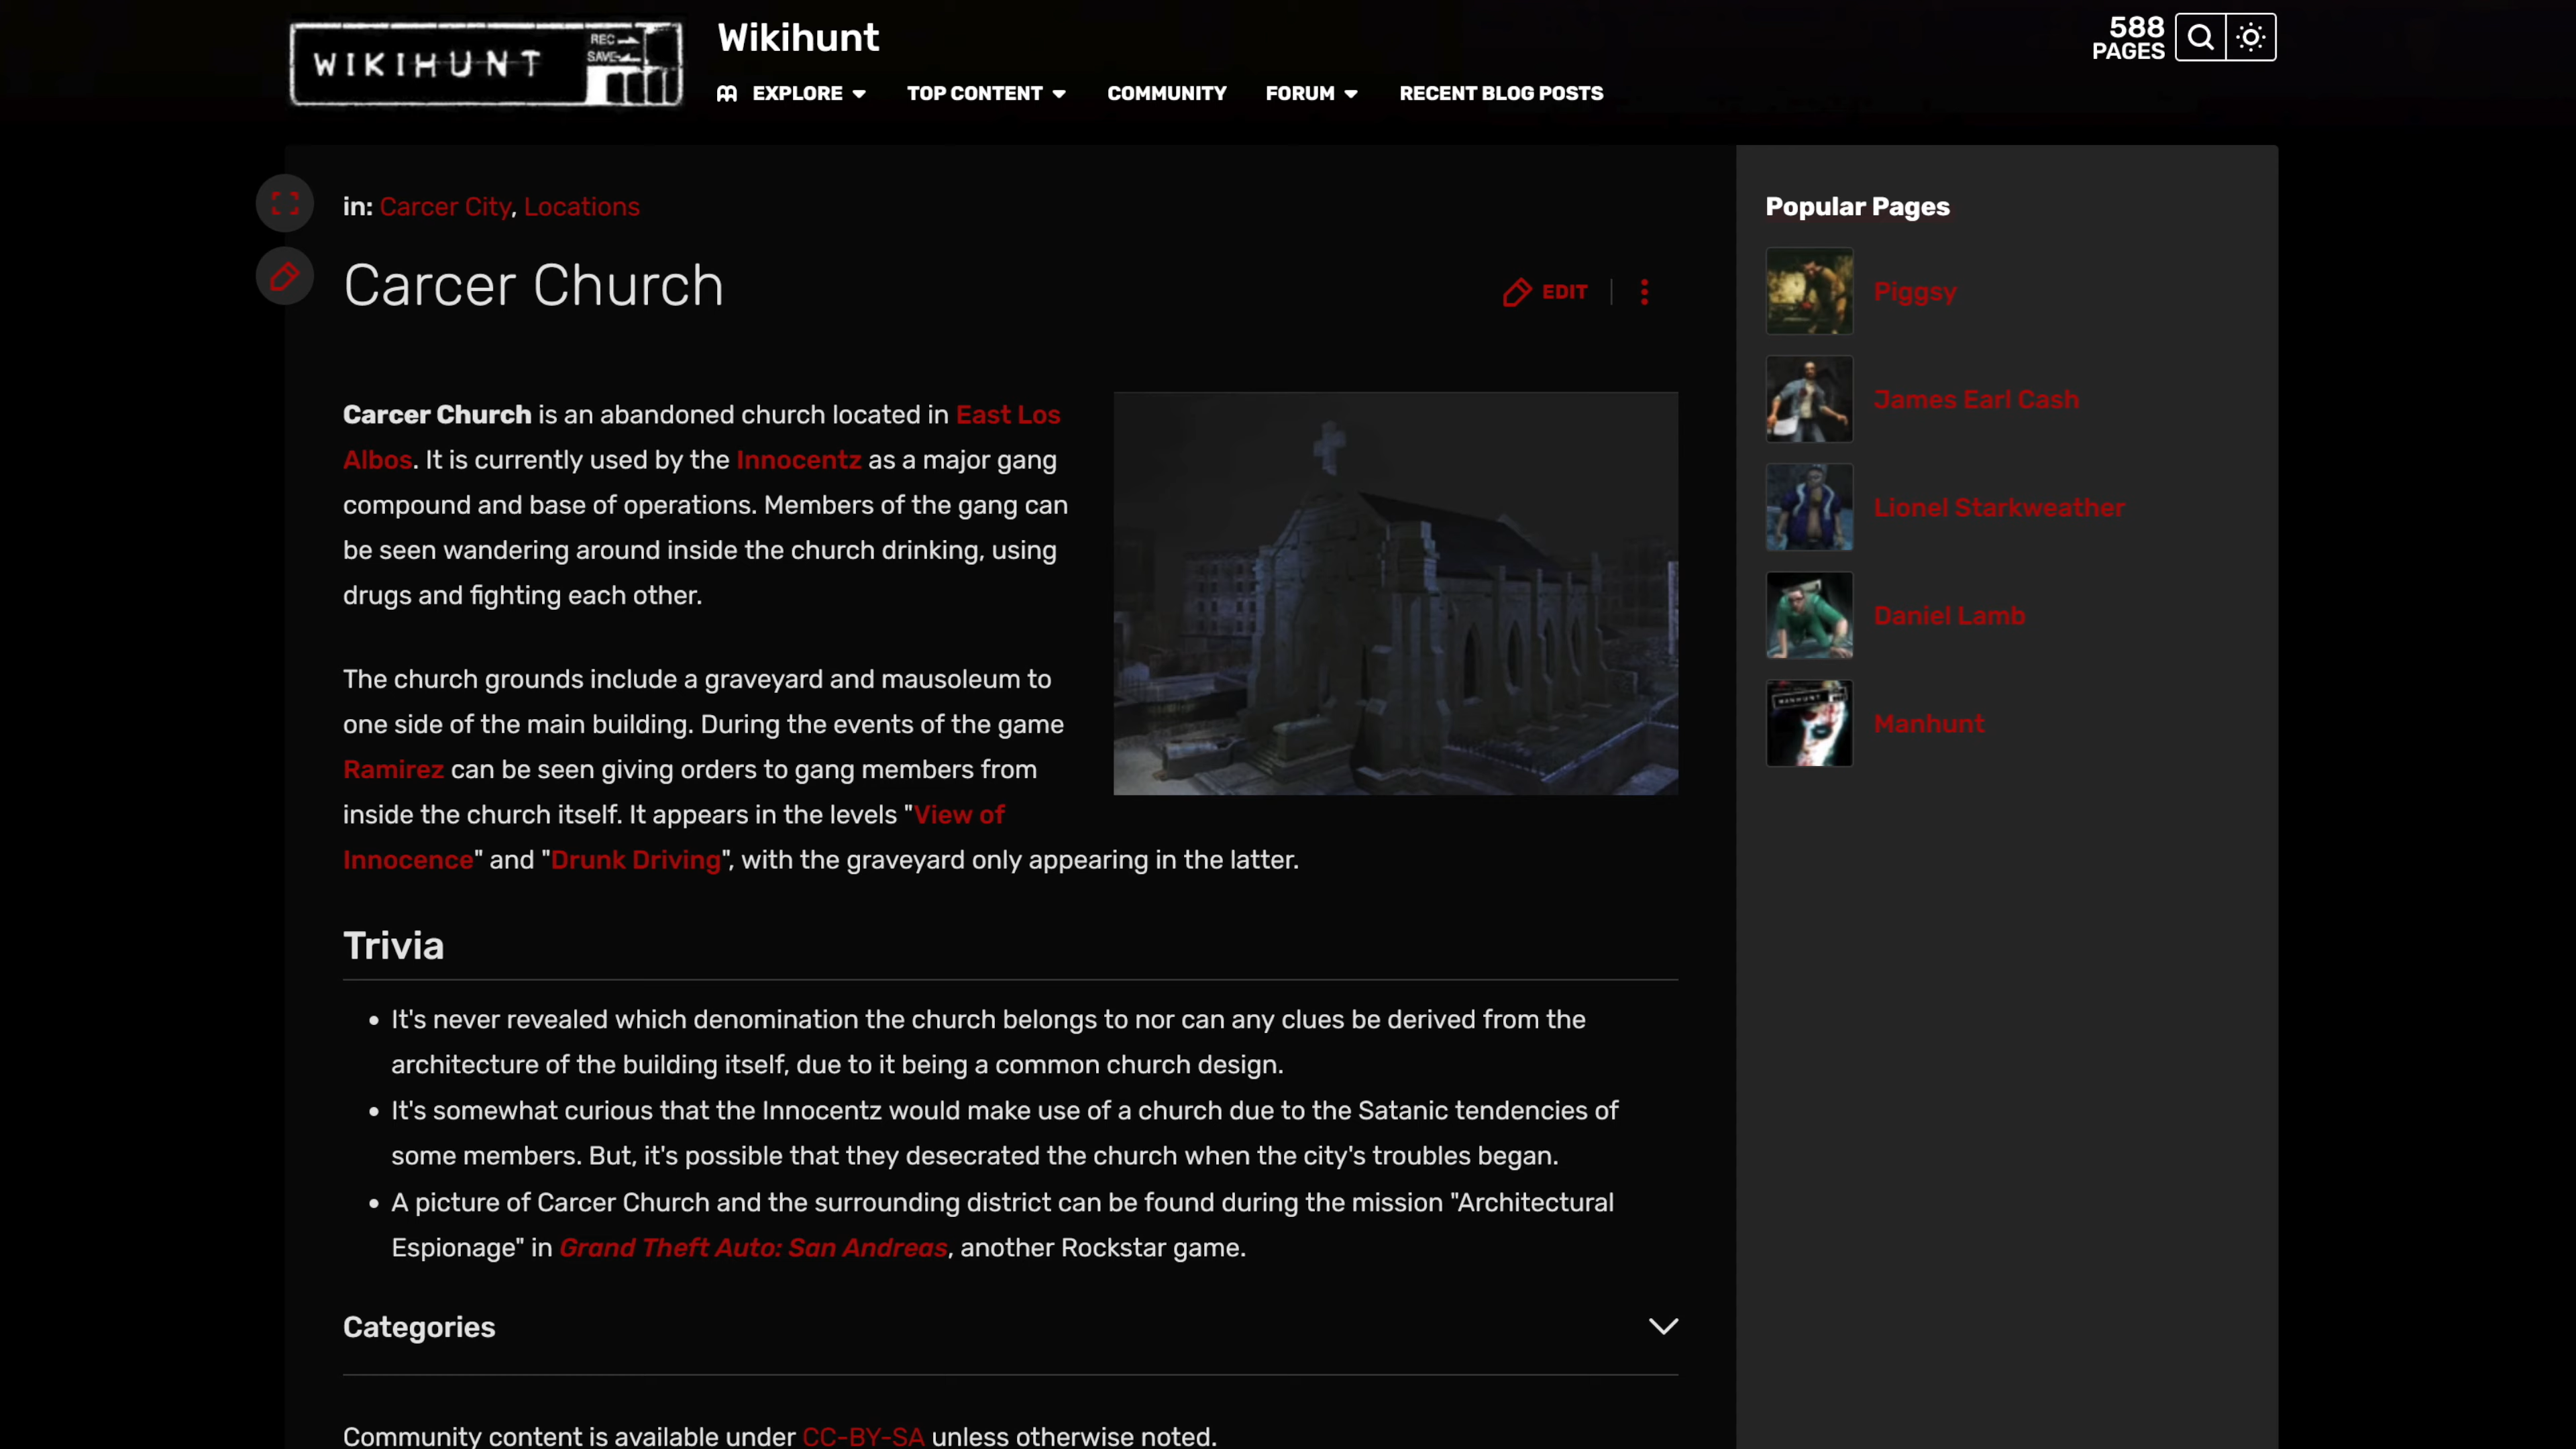 WIKIHUNT
REC
SAVE
Wikihunt
EXPLORE
TOP CONTENT
COMMUNITY
FORUM
RECENT BLOG POSTS
588
PAGES
in: Carcer City, Locations
Carcer Church
EDIT
Carcer Church is an abandoned church located in East Los
Albos. It is currently used by the Innocentz as a major gang
compound and base of operations. Members of the gang can
be seen wandering around inside the church drinking, using
drugs and fighting each other.
The church grounds include a graveyard and mausoleum to
one side of the main building. During the events of the game
Ramirez can be seen giving orders to gang members from
inside the church itself. It appears in the levels "View of
Innocence" and "Drunk Driving", with the graveyard only appearing in the latter.
Trivia
It's never revealed which denomination the church belongs to nor can any clues be derived from the
architecture of the building itself, due to it being a common church design.
It's somewhat curious that the Innocentz would make use of a church due to the Satanic tendencies of
some members. But, it's possible that they desecrated the church when the city's troubles began.
A picture of Carcer Church and the surrounding district can be found during the mission "Architectural
Espionage" in Grand Theft Auto: San Andreas, another Rockstar game.
Categories
Community content is available under CC-BY-SA unless otherwise noted.
Popular Pages
Piggsy
James Earl Cash
Lionel Starkweather
Daniel Lamb
MANHUNT
Manhunt